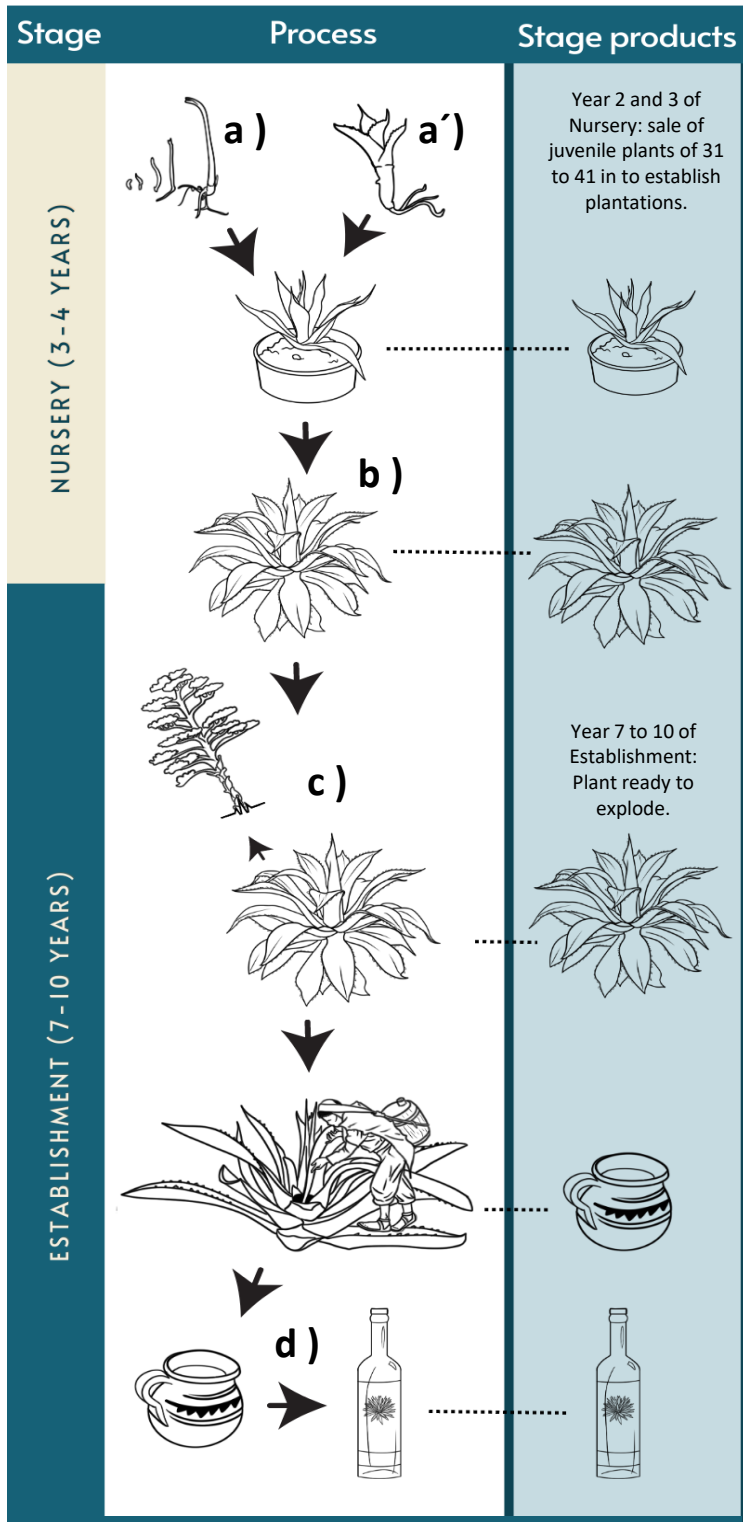 Stage
Process
Stage products
NURSERY (3-4 YEARS)
a )
a´)
Year 2 and 3 of
Nursery: sale of
juvenile plants of 31
to 41 in to establish
plantations.
b )
ESTABLISHMENT (7-10 YEARS)
c )
Year 7 to 10 of
Establishment:
Plant ready to
explode.
d )